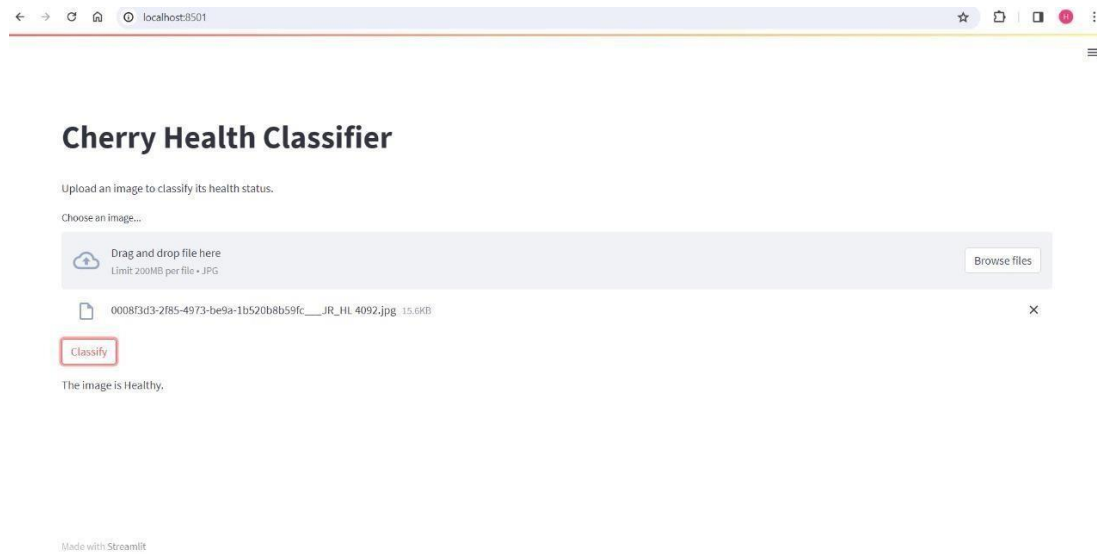 localhost:8501
H
Cherry Health Classifier
Upload an image to classify its health status.
Choose an image...
Drag and drop file here
Limit 200MB per file • JPG
Browse files
0008f3d3-2f85-4973-be9a-1b520b8b59fc___JR_HL 4092.jpg 15.6KB
Classify
The image is Healthy.
Made with Streamlit